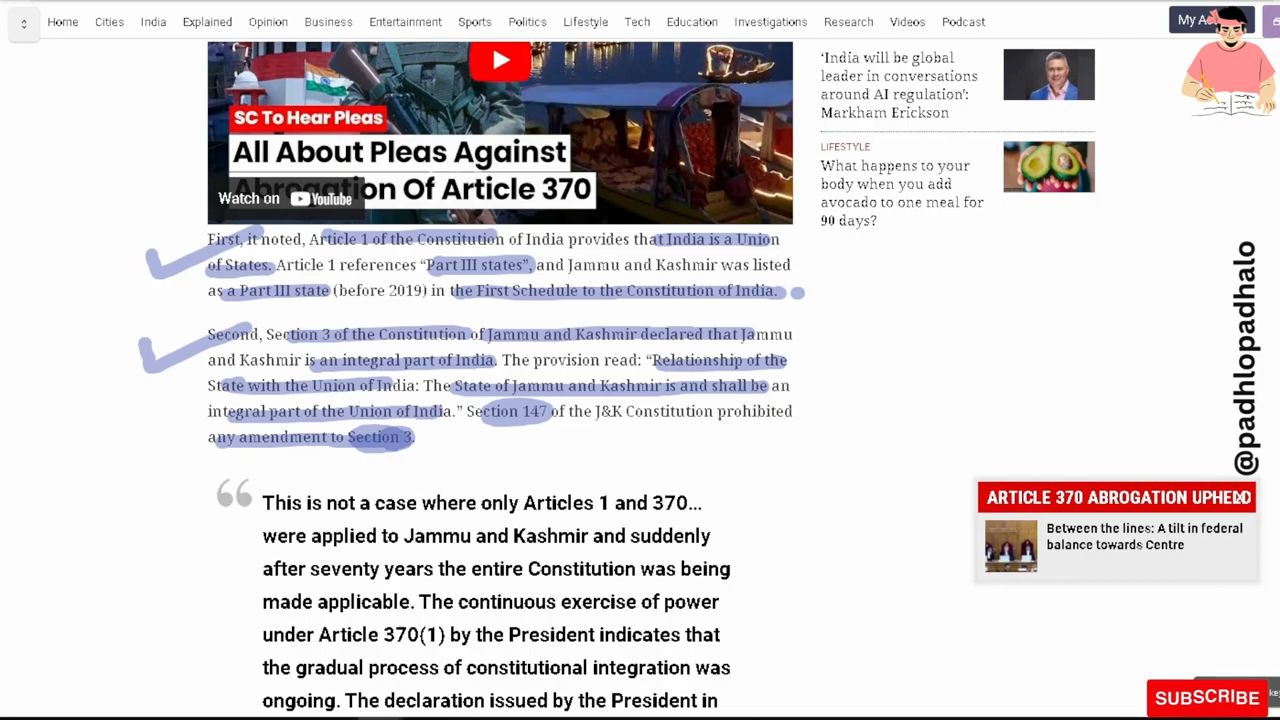 Home Cities India Explained Opinion Business Entertainment Sports Politics Lifestyle Tech Education Investigations Research Videos Podcast
SC To Hear Pleas
All About Pleas Against
Of Article 370
Watch on YouTube
First, it noted, Article 1 of the Constitution of India provides that India is a Union
of States. Article 1 references “Part III states”, and Jammu and Kashmir was listed
as a Part III state (before 2019) in the First Schedule to the Constitution of India.
Second, Section 3 of the Constitution of Jammu and Kashmir declared that Jammu
and Kashmir is an integral part of India. The provision read: “Relationship of the
State with the Union of India: The State of Jammu and Kashmir is and shall be an
integral part of the Union of India.” Section 147 of the J&K Constitution prohibited
any amendment to Section 3.
This is not a case where only Articles 1 and 370...
were applied to Jammu and Kashmir and suddenly
after seventy years the entire Constitution was being
made applicable. The continuous exercise of power
under Article 370(1) by the President indicates that
the gradual process of constitutional integration was
ongoing. The declaration issued by the President in
‘India will be global
leader in conversations
around AI regulation’:
Markham Erickson
LIFESTYLE
What happens to your
body when you add
avocado to one meal for
90 days?
@padhlopadhalo
ARTICLE 370 ABROGATION UPHELD
Between the lines: A tilt in federal
balance towards Centre
SUBSCRIBE